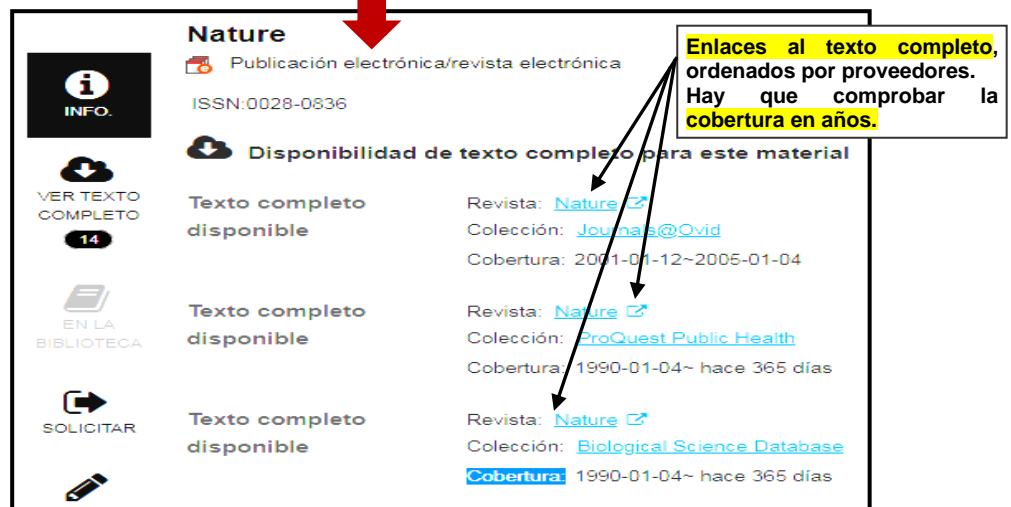 Nature
Publicación electrónica/revista electrónica
ISSN:0028-0836
Disponibilidad de texto completo para este material
Enlaces al texto completo,
ordenados por proveedores.
Hay que comprobar la
cobertura en años.
INFO.
VER TEXTO
COMPLETO
14
EN LA
BIBLIOTECA
SOLICITAR
Texto completo
disponible
Revista: Nature
Colección: Journals@Ovid
Cobertura: 2001-01-12~2005-01-04
Texto completo
disponible
Revista: Nature
Colección: ProQuest Public Health
Cobertura: 1990-01-04~ hace 365 días
Texto completo
disponible
Revista: Nature
Colección: Biological Science Database
Cobertura: 1990-01-04~ hace 365 días